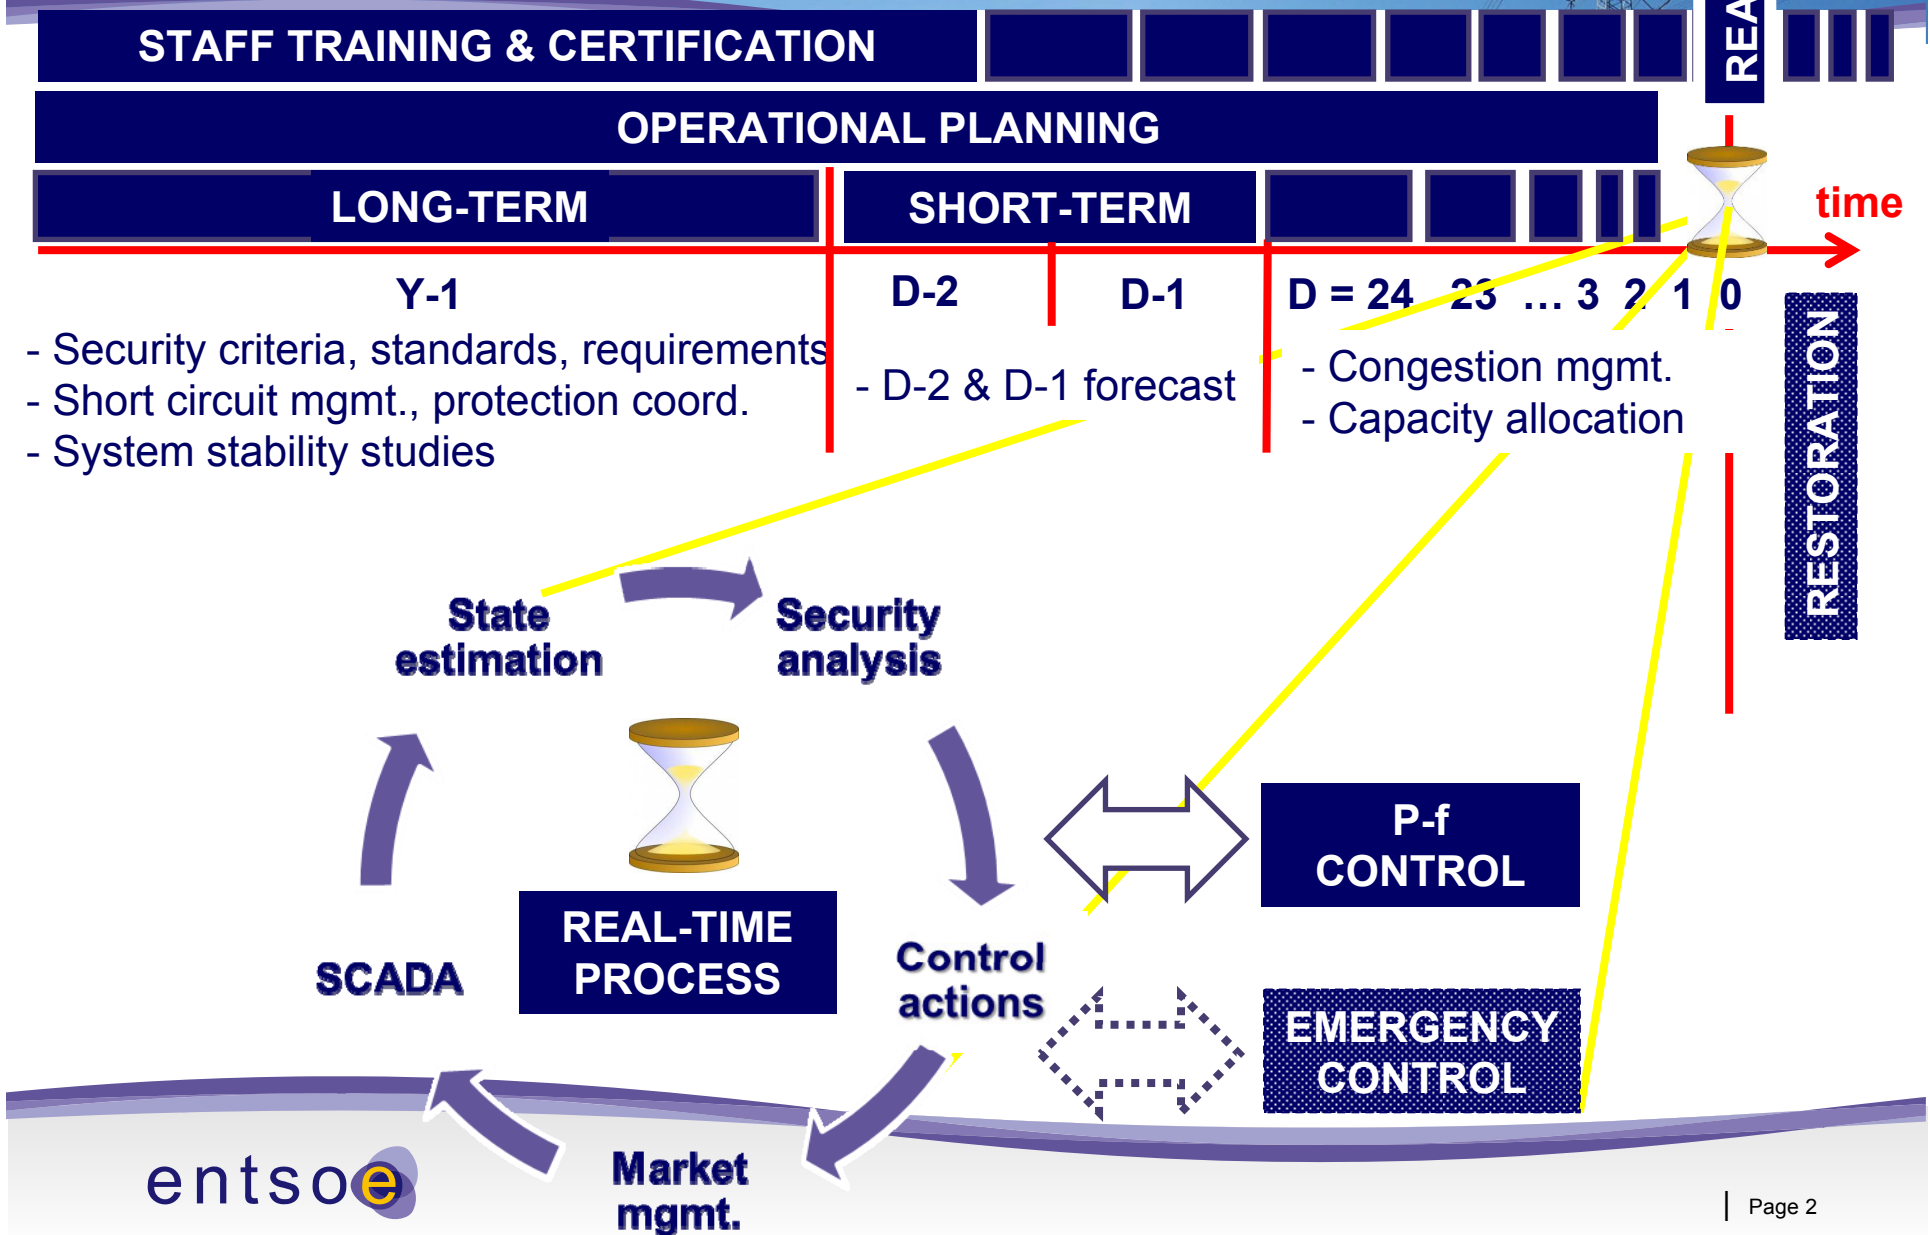 STAFF TRAINING & CERTIFICATION
REA
OPERATIONAL PLANNING
LONG-TERM
SHORT-TERM
time
Y-1
D-2
D-1
D = 24 23 ... 3 2 1 0
- Security criteria, standards, requirements
- Short circuit mgmt., protection coord.
- System stability studies
- D-2 & D-1 forecast
- Congestion mgmt.
- Capacity allocation
RESTORATION
State
estimation
Security
analysis
P-f
CONTROL
REAL-TIME
PROCESS
SCADA
Control
actions
EMERGENCY
CONTROL
Market
mgmt.
entsoe
Page 2